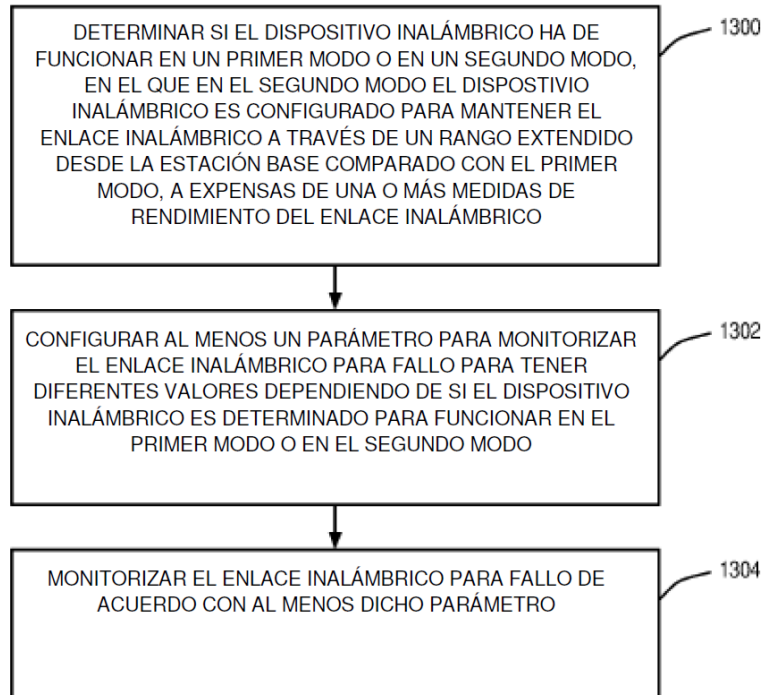 DETERMINAR SI EL DISPOSITIVO INALÁMBRICO HA DE
FUNCIONAR EN UN PRIMER MODO O EN UN SEGUNDO MODO,
EN EL QUE EN EL SEGUNDO MODO EL DISPOSTIVIO
INALÁMBRICO ES CONFIGURADO PARA MANTENER EL
ENLACE INALÁMBRICO A TRAVÉS DE UN RANGO EXTENDIDO
DESDE LA ESTACIÓN BASE COMPARADO CON EL PRIMER
MODO, A EXPENSAS DE UNA O MÁS MEDIDAS DE
RENDIMIENTO DEL ENLACE INALÁMBRICO
1300
CONFIGURAR AL MENOS UN PARÁMETRO PARA MONITORIZAR
EL ENLACE INALÁMBRICO PARA FALLO PARA TENER
DIFERENTES VALORES DEPENDIENDO DE SI EL DISPOSITIVO
INALÁMBRICO ES DETERMINADO PARA FUNCIONAR EN EL
PRIMER MODO O EN EL SEGUNDO MODO
1302
MONITORIZAR EL ENLACE INALÁMBRICO PARA FALLO DE
ACUERDO CON AL MENOS DICHO PARÁMETRO
1304